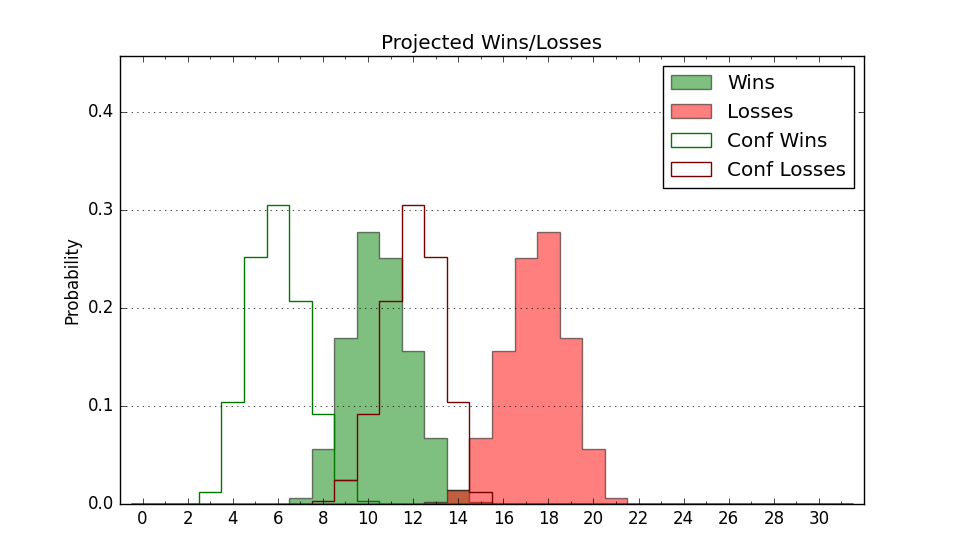 Projected Wins/Losses
Wins
Losses
Conf Wins
Conf Losses
Probability
0.4
0.3
0.2
0.1
0.0
0 2 4 6 8 10 12 14 16 18 20 22 24 26 28 30